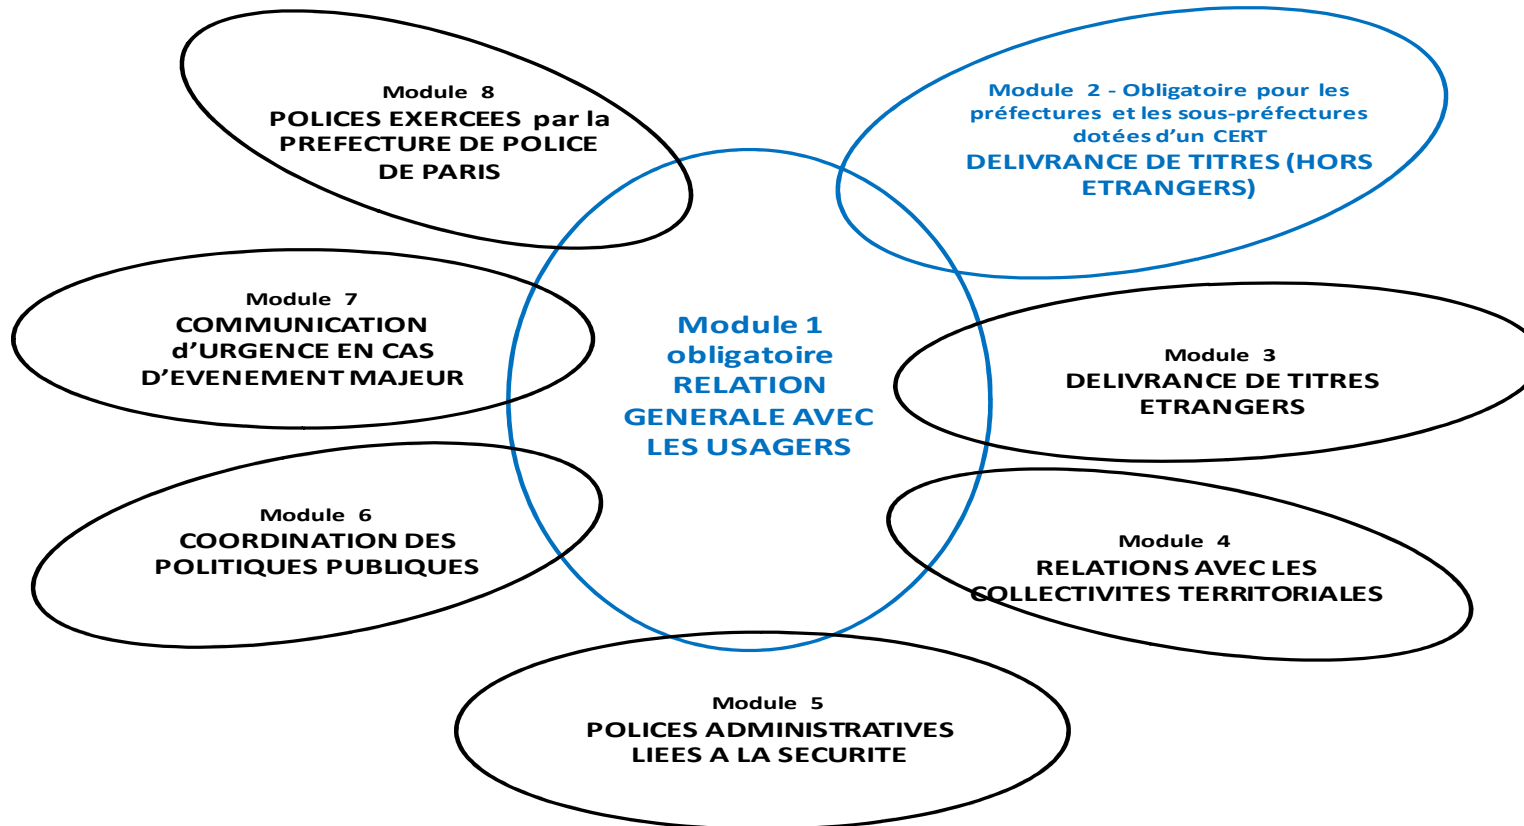 Module 8
POLICES EXERCEES par la
PREFECTURE DE POLICE
DE PARIS
Module 2 - Obligatoire pour les
préfectures et les sous-préfectures
dotées d’un CERT
DELIVRANCE DE TITRES (HORS
ETRANGERS)
Module 7
COMMUNICATION
d’URGENCE EN CAS
D’EVENEMENT MAJEUR
Module 1
obligatoire
RELATION
GENERALE AVEC
LES USAGERS
Module 3
DELIVRANCE DE TITRES
ETRANGERS
Module 6
COORDINATION DES
POLITIQUES PUBLIQUES
Module 4
RELATIONS AVEC LES
COLLECTIVITES TERRITORIALES
Module 5
POLICES ADMINISTRATIVES
LIEES A LA SECURITE